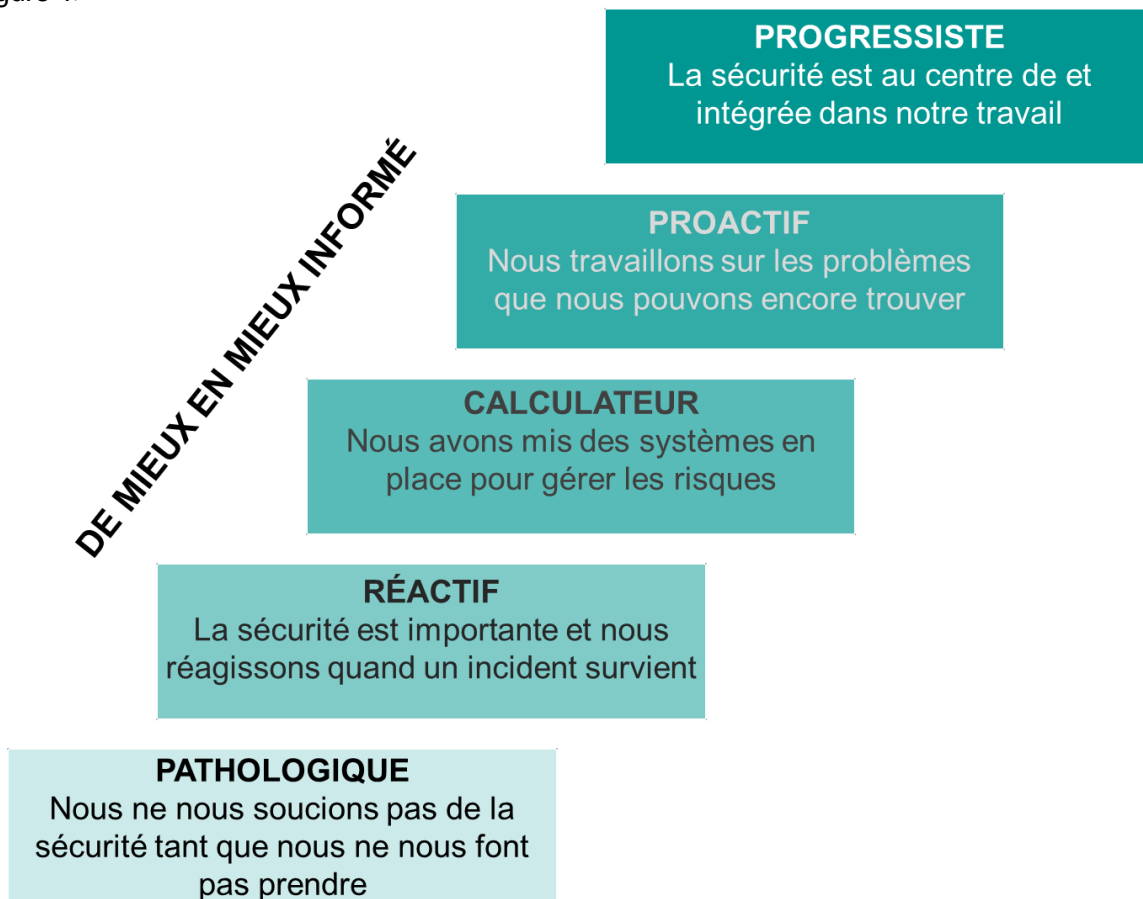 PROGRESSISTE
La sécurité est au centre de et
intégrée dans notre travail
DE MIEUX EN MIEUX INFORMÉ
PROACTIF
Nous travaillons sur les problèmes
que nous pouvons encore trouver
CALCULATEUR
Nous avons mis des systèmes en
place pour gérer les risques
RÉACTIF
La sécurité est importante et nous
réagissons quand un incident survient
PATHOLOGIQUE
Nous ne nous soucions pas de la
sécurité tant que nous ne nous font
pas prendre